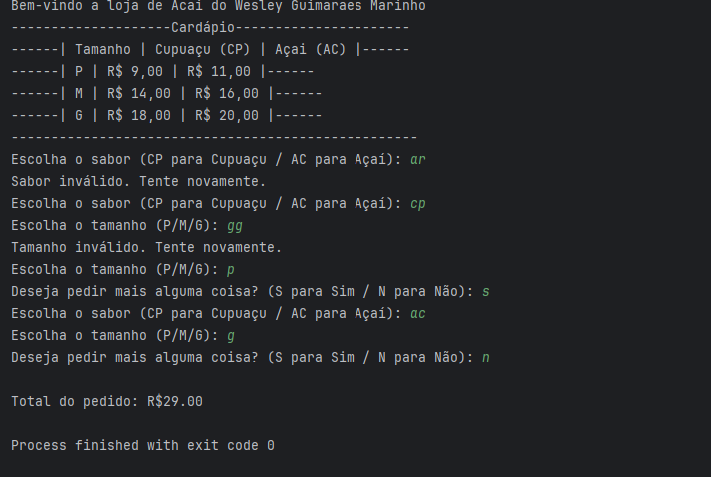 Bem-vindo a loja de Acai do Wesley Guimaraes Marinho
--------------------Cardápio----------------------
------| Tamanho | Cupuaçu (CP) | Açai (AC) |------
------| P | R$ 9,00 | R$ 11,00 |------
------| M | R$ 14,00 | R$ 16,00 |------
------| G | R$ 18,00 | R$ 20,00 |------
---------------------------------------------------
Escolha o sabor (CP para Cupuaçu / AC para Açaí): ar
Sabor inválido. Tente novamente.
Escolha o sabor (CP para Cupuaçu / AC para Açaí): cp
Escolha o tamanho (P/M/G): gg
Tamanho inválido. Tente novamente.
Escolha o tamanho (P/M/G): p
Deseja pedir mais alguma coisa? (S para Sim / N para Não): s
Escolha o sabor (CP para Cupuaçu / AC para Açaí): ac
Escolha o tamanho (P/M/G): g
Deseja pedir mais alguma coisa? (S para Sim / N para Não): n
Total do pedido: R$29.00
Process finished with exit code 0